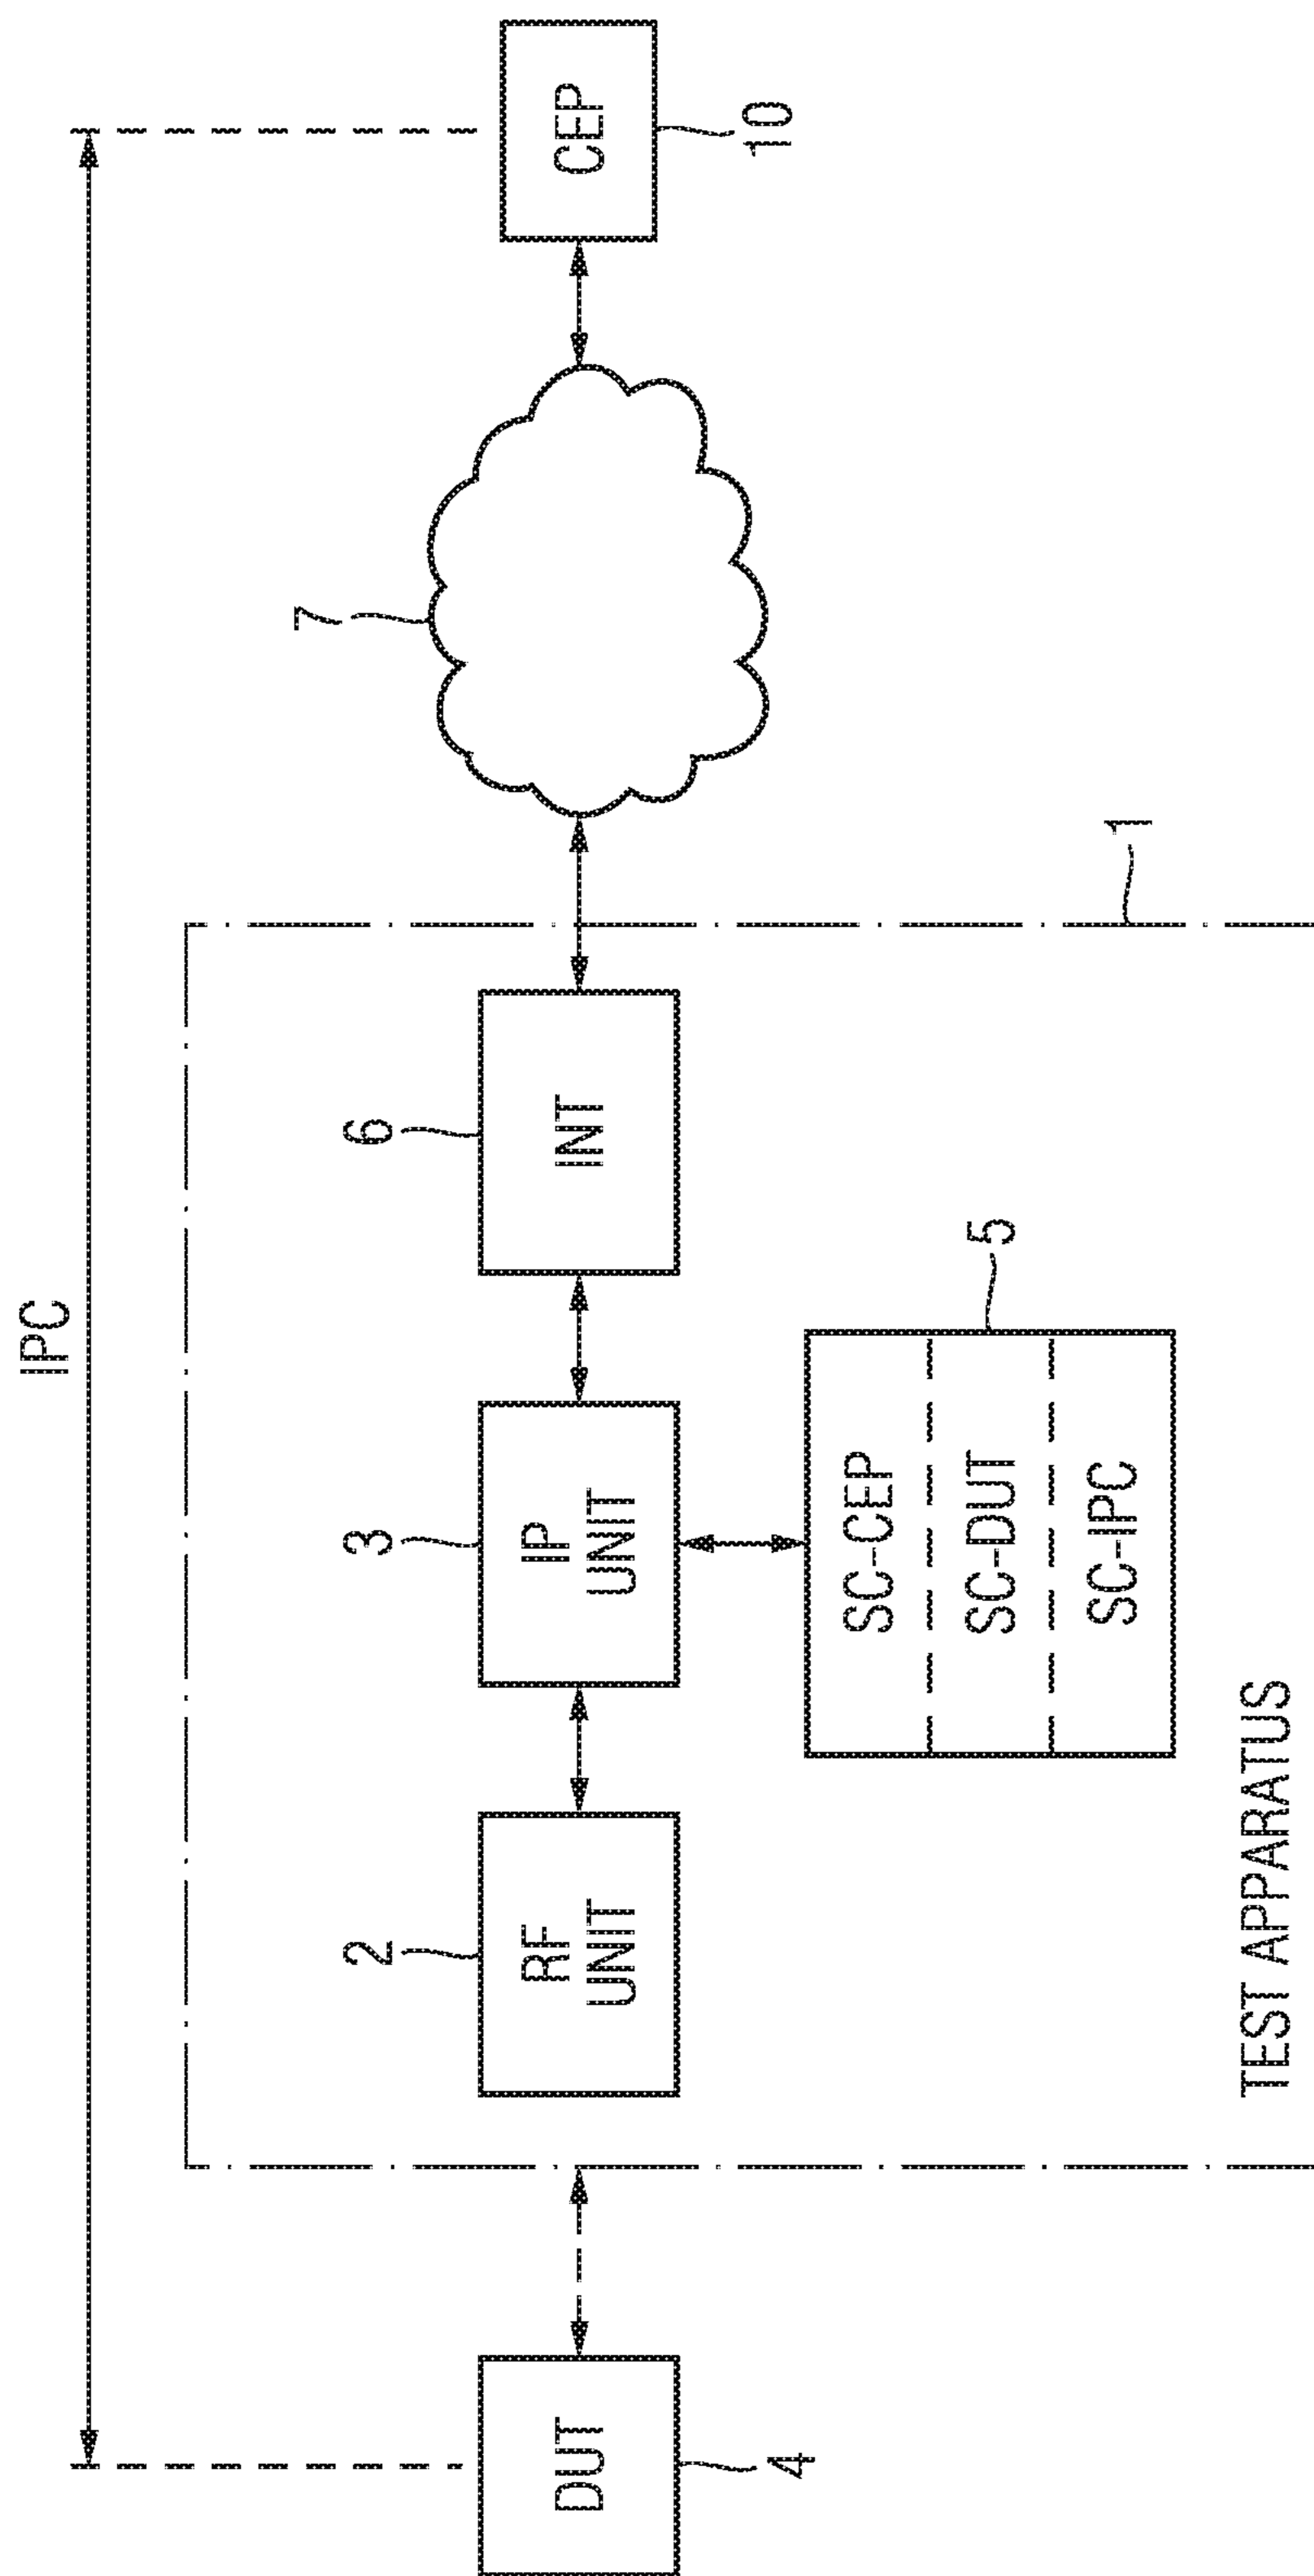 IPC
7
2
3
6
RF
UNIT
IP
UNIT
INT
DUT
CEP
4
10
5
1
SC-CEP
SC-DUT
SC-IPC
TEST APPARATUS